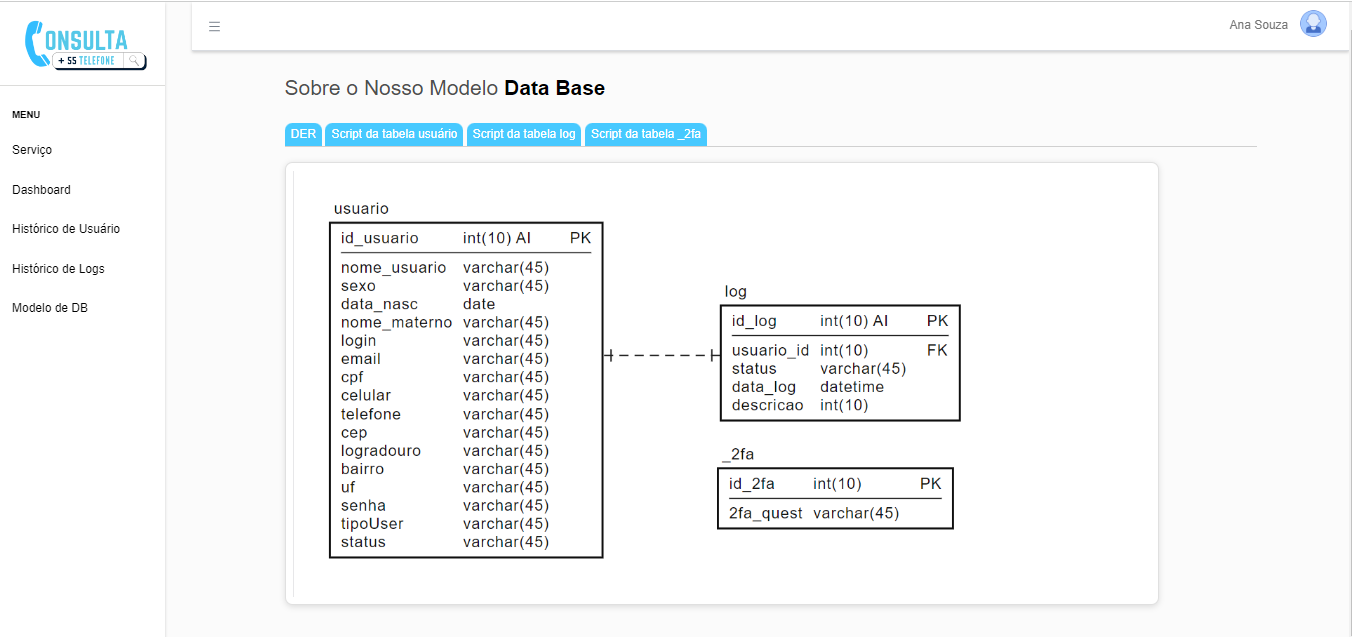 ONSULTA
+ 55 TELEFONE
☰
Ana Souza
MENU
Serviço
Dashboard
Histórico de Usuário
Histórico de Logs
Modelo de DB
Sobre o Nosso Modelo Data Base
DER Script da tabela usuário Script da tabela log Script da tabela _2fa
usuario
id_usuario int(10) AI PK
nome_usuario varchar(45)
sexo varchar(45)
data_nasc date
nome_materno varchar(45)
login varchar(45)
email varchar(45)
cpf varchar(45)
celular varchar(45)
telefone varchar(45)
cep varchar(45)
logradouro varchar(45)
bairro varchar(45)
uf varchar(45)
senha varchar(45)
tipoUser varchar(45)
status varchar(45)
log
id_log int(10) AI PK
usuario_id int(10) FK
status varchar(45)
data_log datetime
descricao int(10)
_2fa
id_2fa int(10) PK
2fa_quest varchar(45)